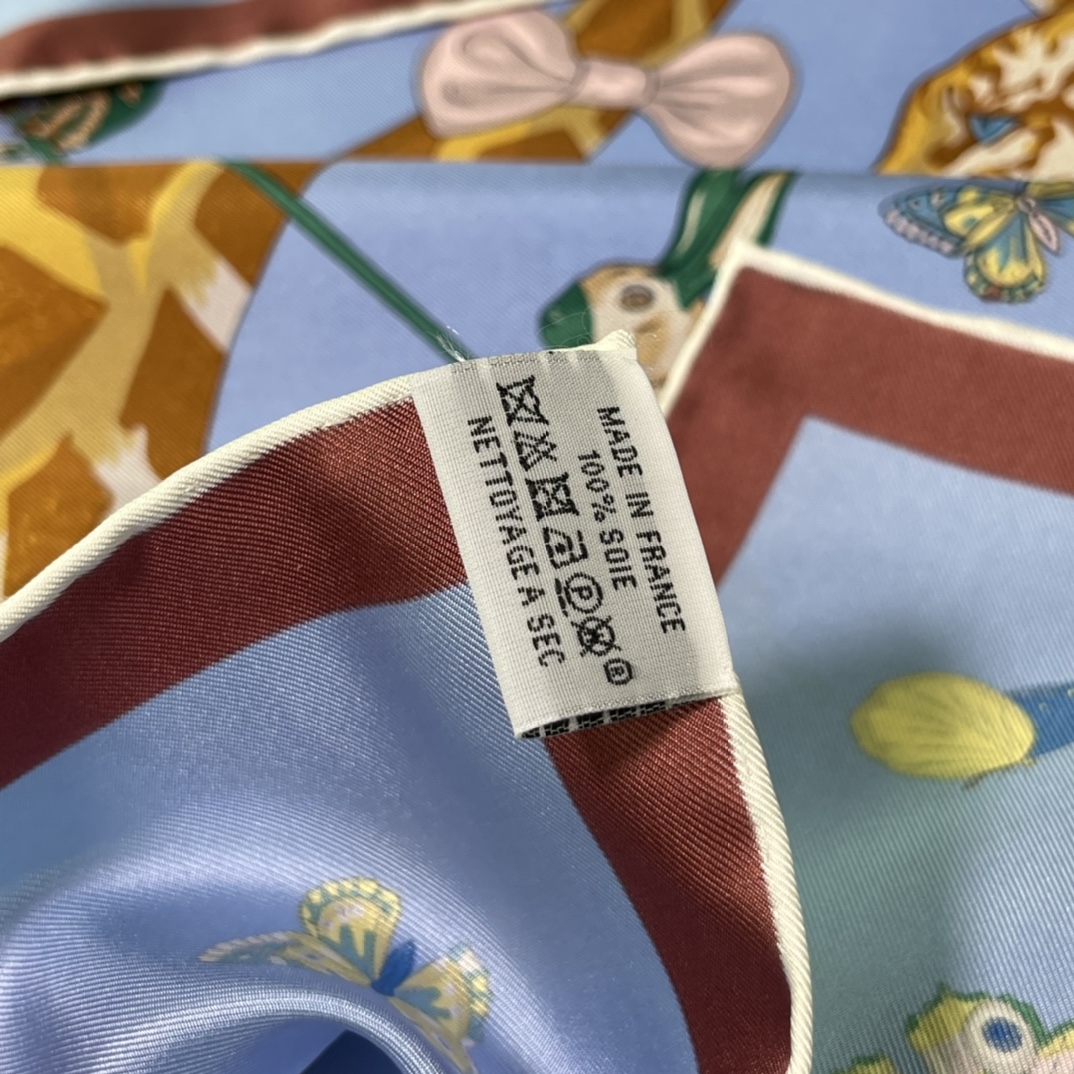 MADE IN FRANCE
100% SOIE
P ®
NETTOYAGE A SEC